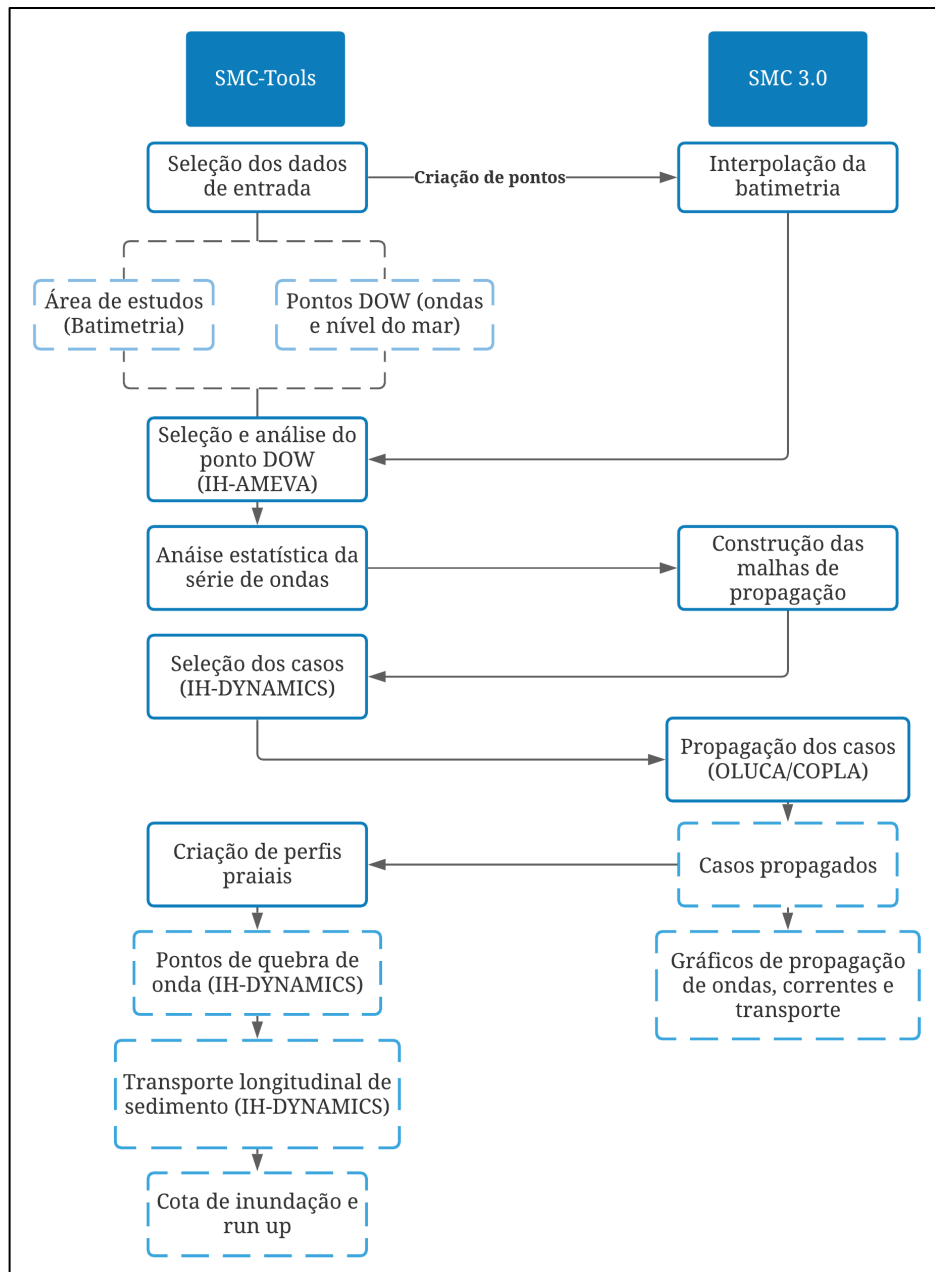 SMC-Tools
SMC 3.0
Seleção dos dados
de entrada
Criação de pontos
Interpolação da
batimetria
Área de estudos
(Batimetria)
Pontos DOW (ondas
e nível do mar)
Seleção e análise do
ponto DOW
(IH-AMEVA)
Anáise estatística da
série de ondas
Construção das
malhas de
propagação
Seleção dos casos
(IH-DYNAMICS)
Propagação dos casos
(OLUCA/COPLA)
Criação de perfis
praiais
Casos propagados
Pontos de quebra de
onda (IH-DYNAMICS)
Gráficos de propagação
de ondas, correntes e
transporte
Transporte longitudinal de
sedimento (IH-DYNAMICS)
Cota de inundação e
run up